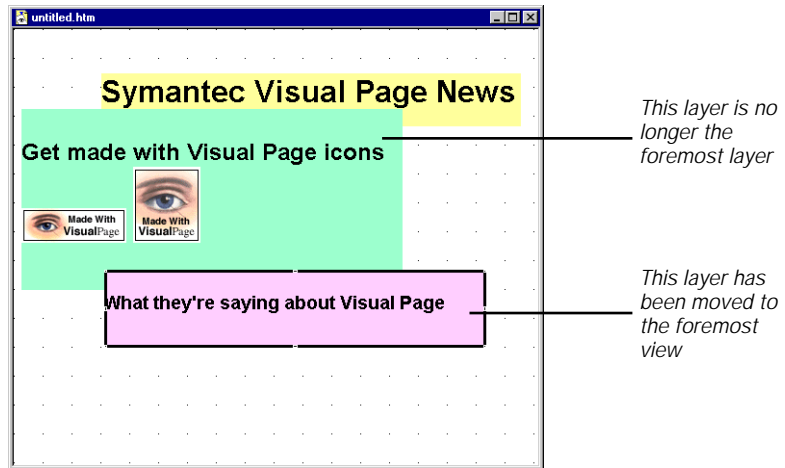 untitled.htm
Symantec Visual Page News
Get made with Visual Page icons
Made With
VisualPage
Made With
VisualPage
What they're saying about Visual Page
This layer is no
longer the
foremost layer
This layer has
been moved to
the foremost
view